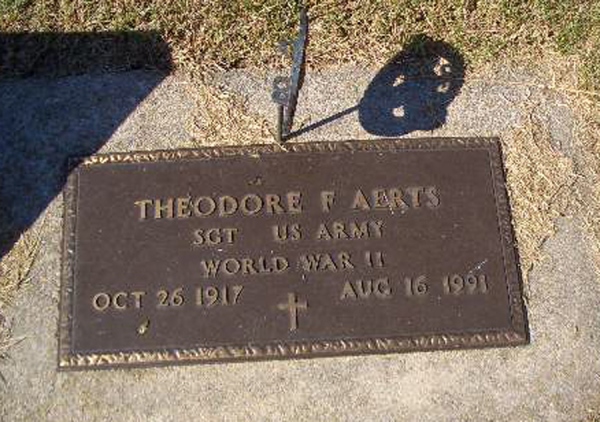 THEODORE F AERTS
SGT US ARMY
WORLD WAR II
OCT 26 1917 AUG 16 1991